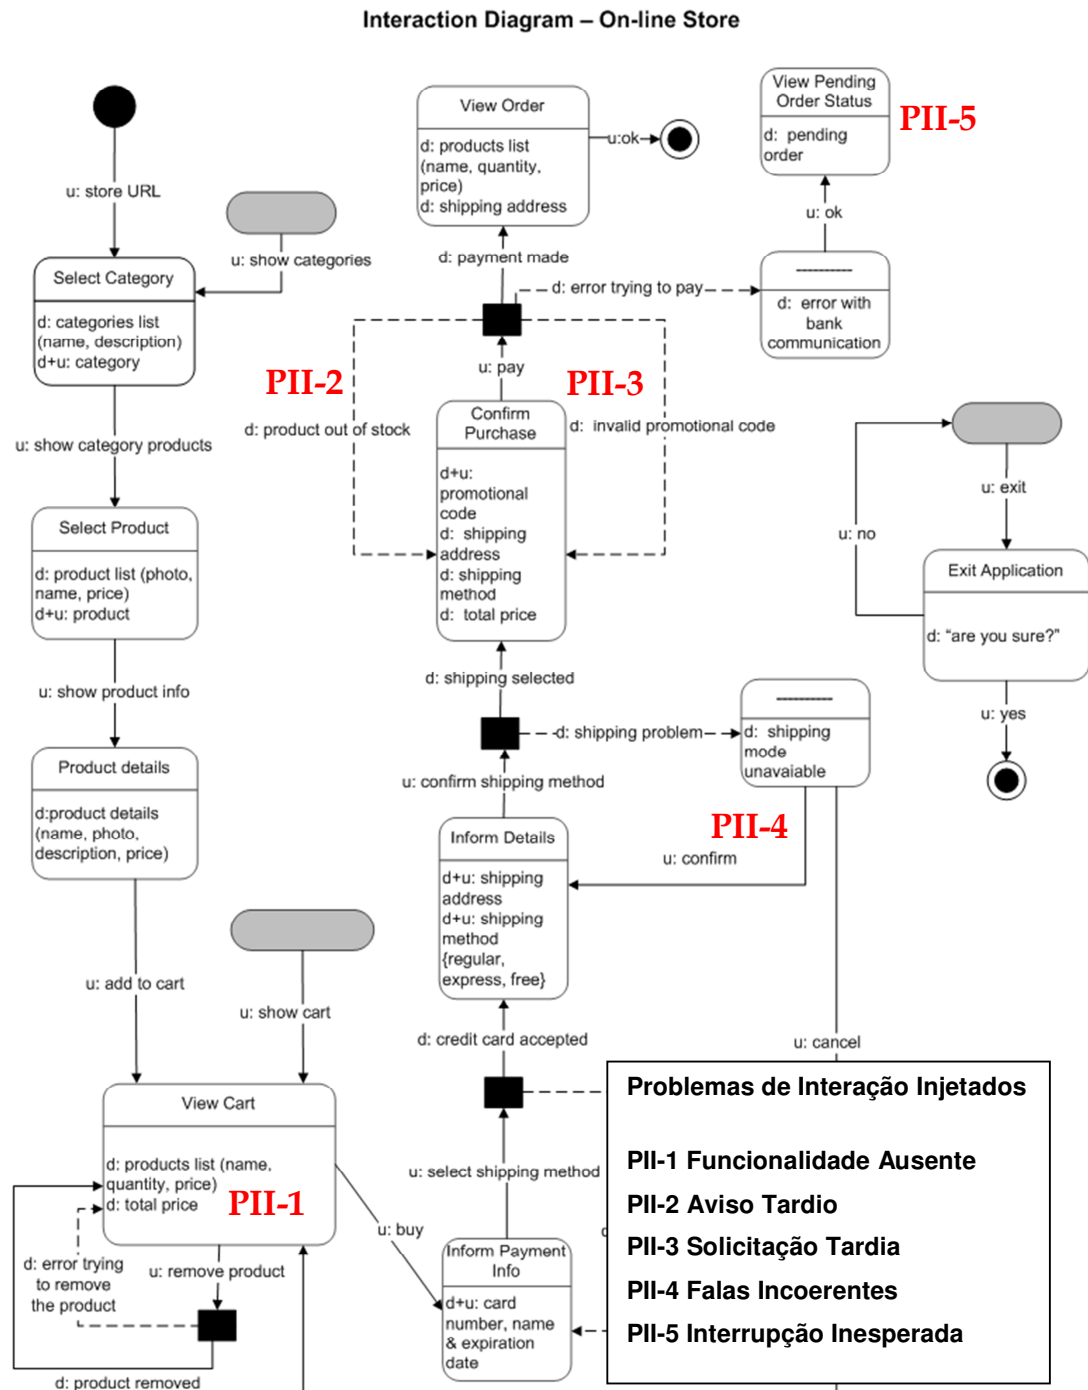 Interaction Diagram – On-line Store
u: store URL
u: show categories
Select Category
d: categories list
(name, description)
d+u: category
u: show category products
Select Product
d: product list (photo,
name, price)
d+u: product
u: show product info
Product details
d:product details
(name, photo,
description, price)
u: add to cart
u: show cart
View Cart
d: products list (name,
quantity, price)
d: total price
PII-1
d: error trying
to remove
the product
u: remove product
d: product removed
u: buy
View Order
d: products list
(name, quantity,
price)
d: shipping address
u:ok
d: payment made
d: error trying to pay
u: pay
PII-2
d: product out of stock
PII-3
d: invalid promotional code
Confirm
Purchase
d+u:
promotional
code
d: shipping
address
d: shipping
method
d: total price
d: shipping selected
d: shipping problem
u: confirm shipping method
Inform Details
d+u: shipping
address
d+u: shipping
method
{regular,
express, free}
d: credit card accepted
u: select shipping method
Inform Payment
Info
d+u: card
number, name
& expiration
date
View Pending
Order Status
d: pending
order
PII-5
u: ok
----------
d: error with
bank
communication
u: exit
u: no
Exit Application
d: “are you sure?”
u: yes
----------
d: shipping
mode
unavaiable
PII-4
u: confirm
u: cancel
Problemas de Interação Injetados
PII-1 Funcionalidade Ausente
PII-2 Aviso Tardio
PII-3 Solicitação Tardia
PII-4 Falas Incoerentes
PII-5 Interrupção Inesperada